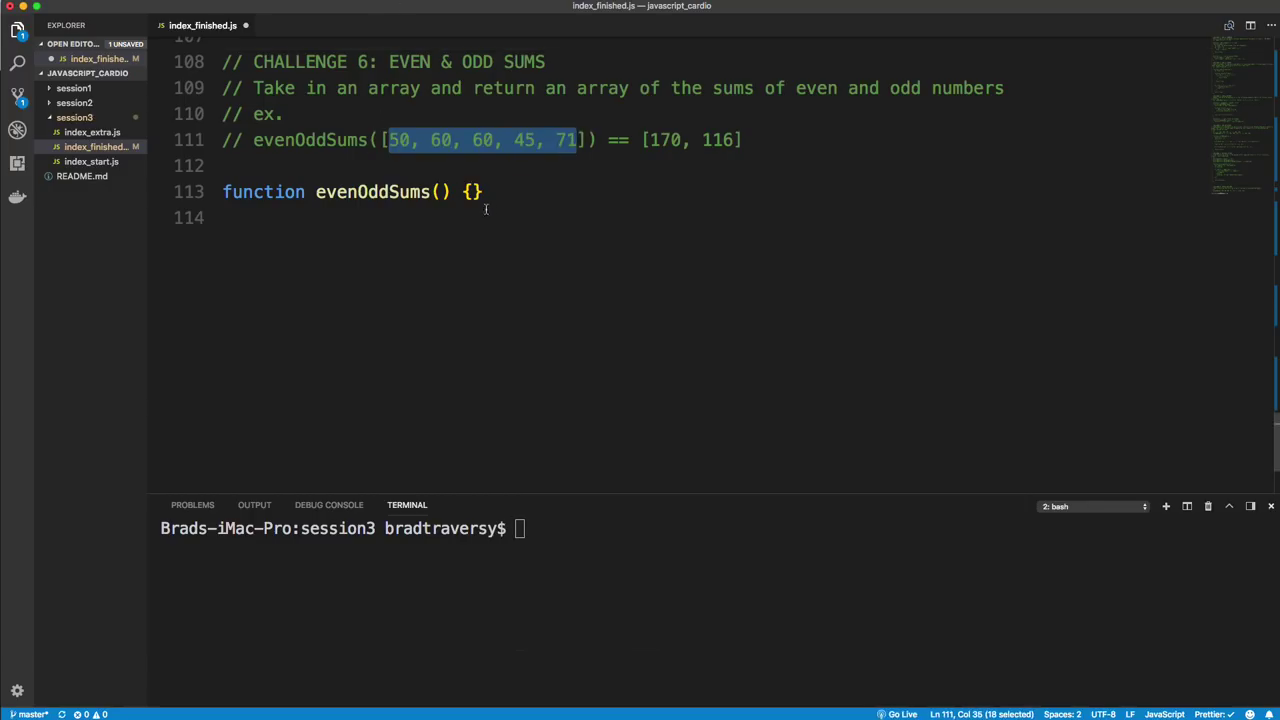 index_finished.js — javascript_cardio
EXPLORER
index_finished.js
OPEN EDITO... 1 UNSAVED
index_finishe...
JAVASCRIPT_CARDIO
session1
session2
session3
index_extra.js
index_finished...
index_start.js
README.md
1
1
107
108 // CHALLENGE 6: EVEN & ODD SUMS
109 // Take in an array and return an array of the sums of even and odd numbers
110 // ex.
111 // evenOddSums([50, 60, 60, 45, 71]) == [170, 116]
112
113 function evenOddSums() {}
114
PROBLEMS OUTPUT DEBUG CONSOLE TERMINAL 2: bash
Brads-iMac-Pro:session3 bradtraversy$
master* 0 0 Go Live Ln 111, Col 35 (18 selected) Spaces: 2 UTF-8 LF JavaScript Prettier: ✓